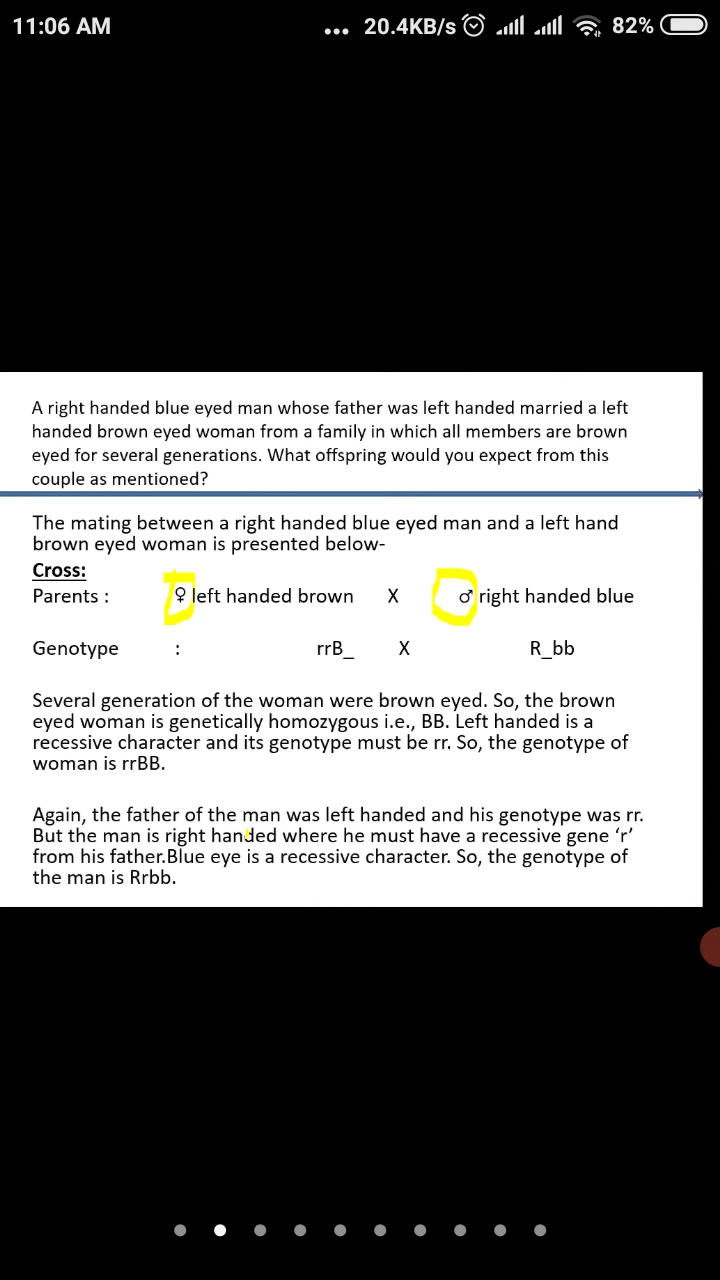 11:06 AM
... 20.4KB/s 82%
A right handed blue eyed man whose father was left handed married a left
handed brown eyed woman from a family in which all members are brown
eyed for several generations. What offspring would you expect from this
couple as mentioned?
The mating between a right handed blue eyed man and a left hand
brown eyed woman is presented below-
Cross:
Parents : ♀ left handed brown X ♂ right handed blue
Genotype : rrB_ X R_bb
Several generation of the woman were brown eyed. So, the brown
eyed woman is genetically homozygous i.e., BB. Left handed is a
recessive character and its genotype must be rr. So, the genotype of
woman is rrBB.
Again, the father of the man was left handed and his genotype was rr.
But the man is right handed where he must have a recessive gene ‘r’
from his father.Blue eye is a recessive character. So, the genotype of
the man is Rrbb.